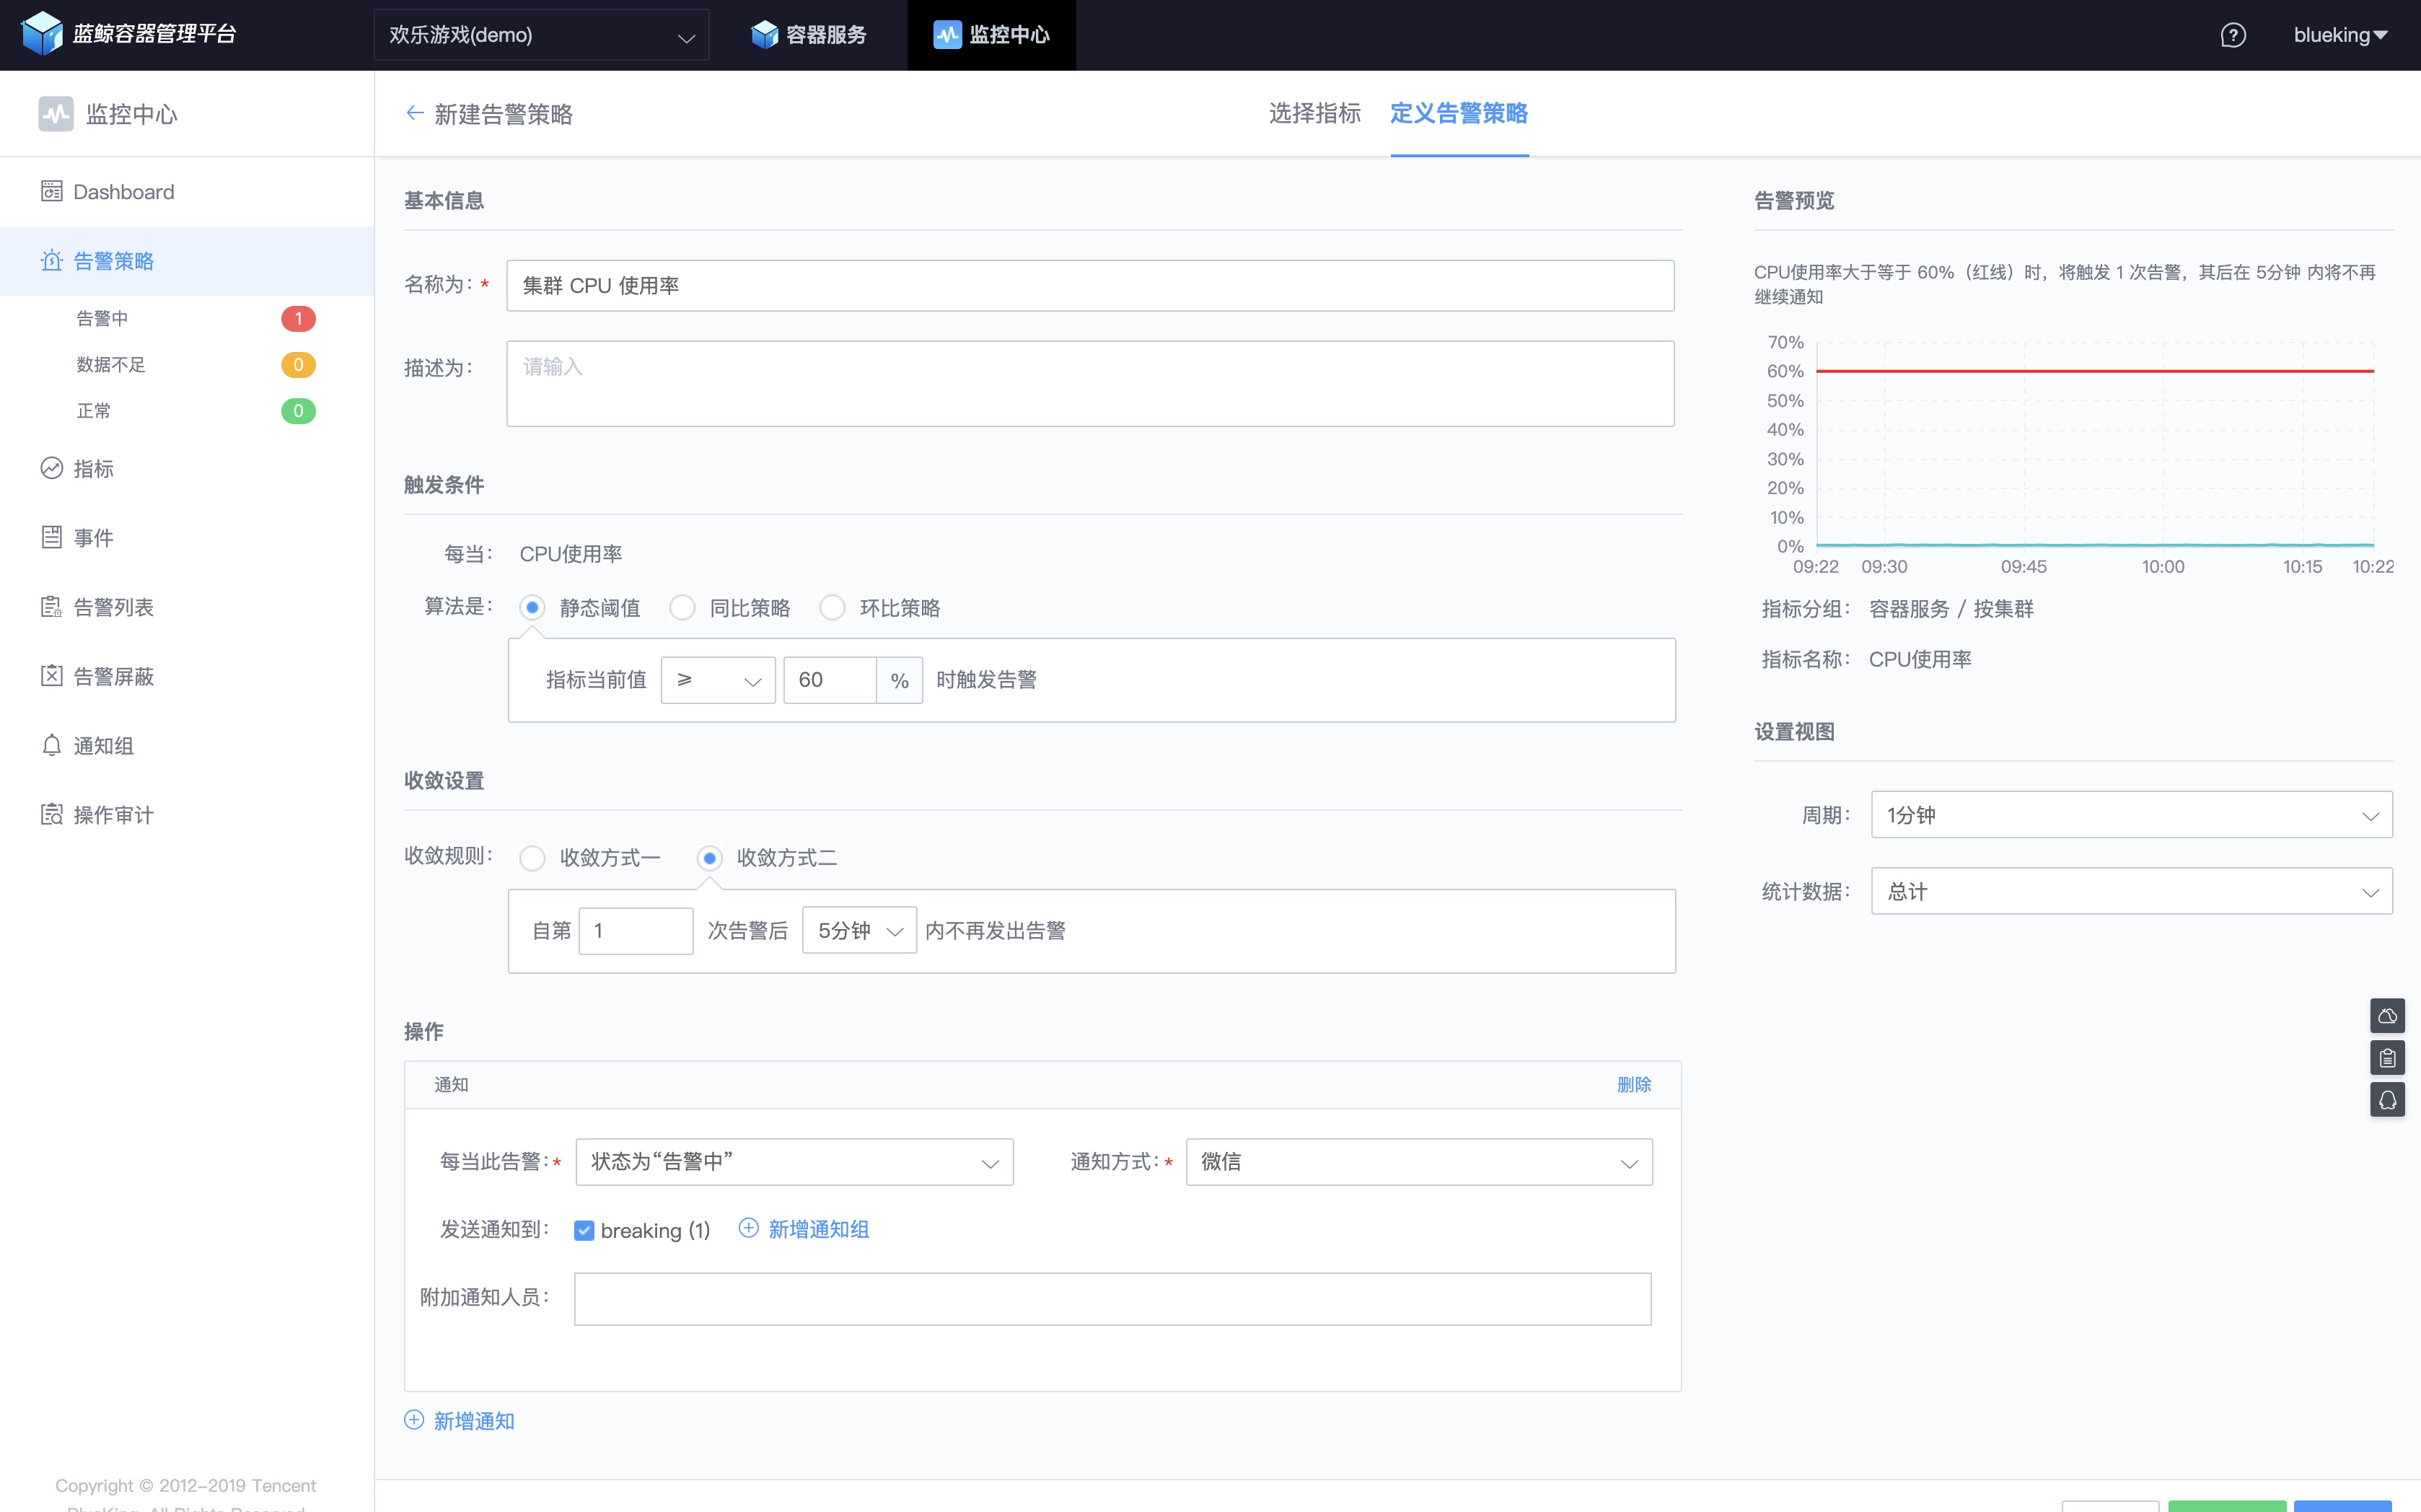 蓝鲸容器管理平台
欢乐游戏(demo)
容器服务
监控中心
blueking
监控中心
新建告警策略
选择指标
定义告警策略
Dashboard
告警策略
告警中 1
数据不足 0
正常 0
指标
事件
告警列表
告警屏蔽
通知组
操作审计
Copyright © 2012-2019 Tencent
BlueKing. All Rights Reserved
基本信息
名称为：* 集群 CPU 使用率
描述为： 请输入
触发条件
每当： CPU使用率
算法是： 静态阈值 同比策略 环比策略
指标当前值 ≥ 60 % 时触发告警
收敛设置
收敛规则： 收敛方式一 收敛方式二
自第 1 次告警后 5分钟 内不再发出告警
操作
通知 删除
每当此告警：* 状态为“告警中” 通知方式：* 微信
发送通知到： breaking (1) 新增通知组
附加通知人员：
新增通知
告警预览
CPU使用率大于等于 60%（红线）时，将触发 1 次告警，其后在 5分钟 内将不再
继续通知
70%
60%
50%
40%
30%
20%
10%
0%
09:22 09:30 09:45 10:00 10:15 10:22
指标分组： 容器服务 / 按集群
指标名称： CPU使用率
设置视图
周期： 1分钟
统计数据： 总计